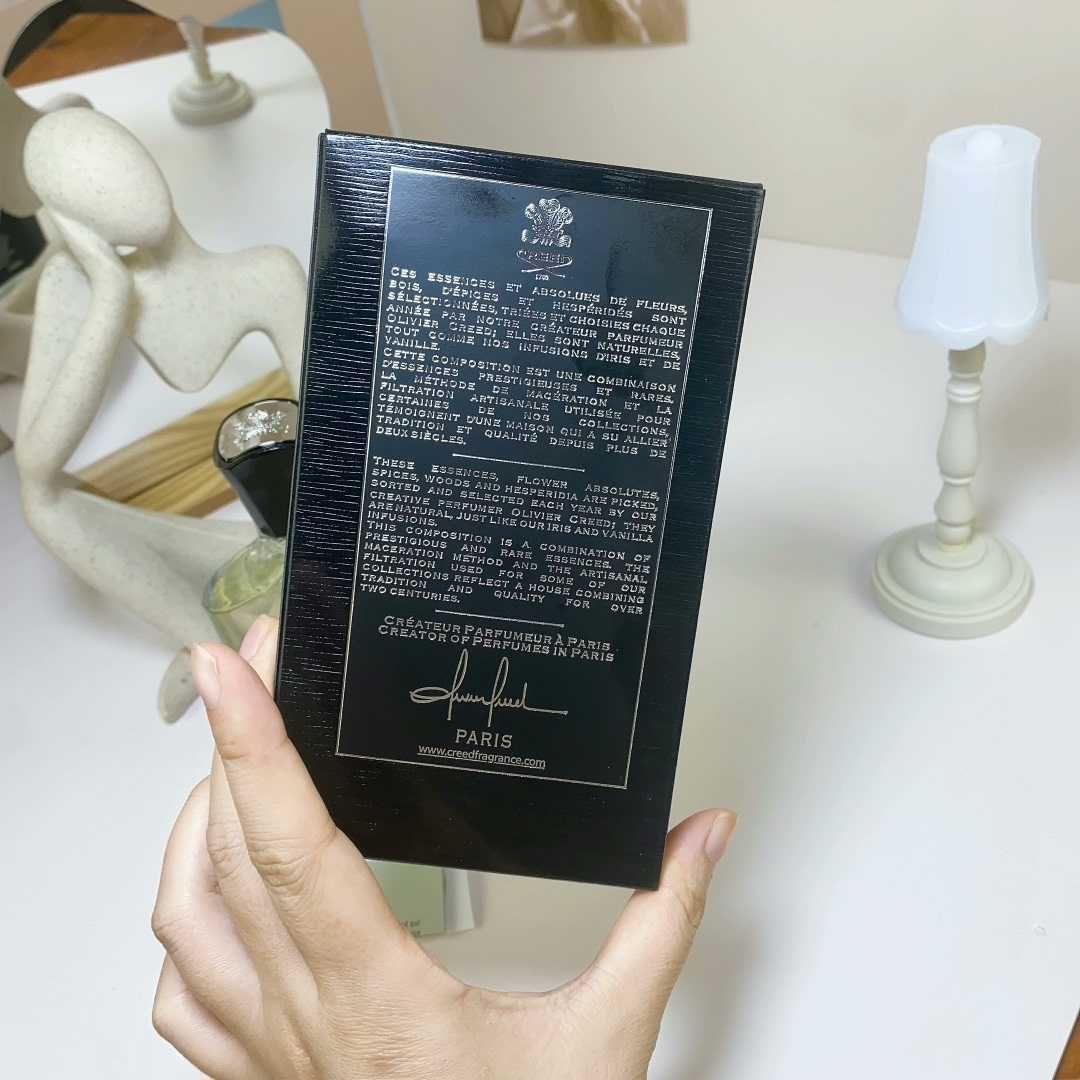 CREED
1760
CES ESSENCES ET ABSOLUES DE FLEURS,
BOIS, D'ÉPICES ET HESPÉRIDÉS SONT
SÉLECTIONNÉES, TRIÉES ET CHOISIES CHAQUE
ANNÉE PAR NOTRE CRÉATEUR PARFUMEUR
OLIVIER CREED; ELLES SONT NATURELLES,
TOUT COMME NOS INFUSIONS D'IRIS ET DE
VANILLE.
CETTE COMPOSITION EST UNE COMBINAISON
D'ESSENCES PRESTIGIEUSES ET RARES.
LA MÉTHODE DE MACÉRATION ET LA
FILTRATION ARTISANALE UTILISÉE POUR
CERTAINES DE NOS COLLECTIONS,
TÉMOIGNENT D'UNE MAISON QUI A SU ALLIER
TRADITION ET QUALITÉ DEPUIS PLUS DE
DEUX SIÈCLES.
THESE ESSENCES, FLOWER ABSOLUTES,
SPICES, WOODS AND HESPERIDIA ARE PICKED,
SORTED AND SELECTED EACH YEAR BY OUR
CREATIVE PERFUMER OLIVIER CREED; THEY
ARE NATURAL, JUST LIKE OUR IRIS AND VANILLA
INFUSIONS.
THIS COMPOSITION IS A COMBINATION OF
PRESTIGIOUS AND RARE ESSENCES. THE
MACERATION METHOD AND THE ARTISANAL
FILTRATION USED FOR SOME OF OUR
COLLECTIONS REFLECT A HOUSE COMBINING
TRADITION AND QUALITY FOR OVER
TWO CENTURIES.
CRÉATEUR PARFUMEUR À PARIS
CREATOR OF PERFUMES IN PARIS
PARIS
www.creedfragrance.com